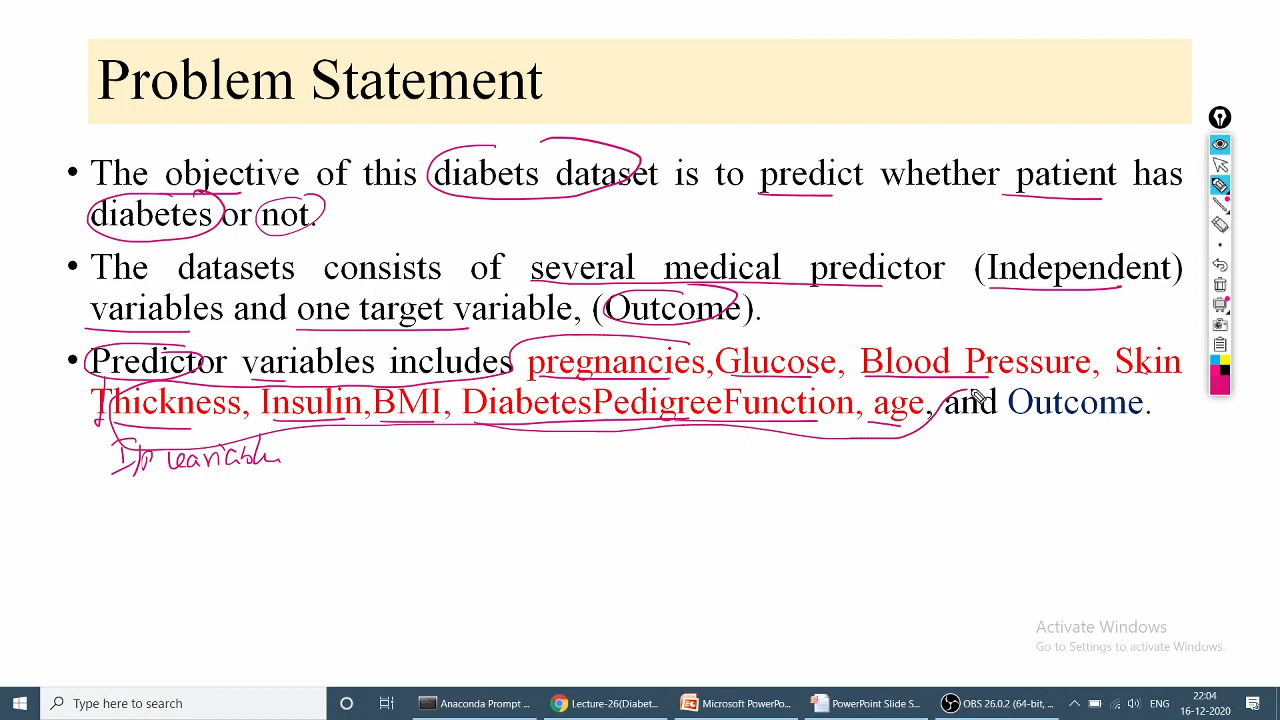 Problem Statement
• The objective of this diabets dataset is to predict whether patient has
diabetes or not.
• The datasets consists of several medical predictor (Independent)
variables and one target variable, (Outcome).
• Predictor variables includes pregnancies,Glucose, Blood Pressure, Skin
Thickness, Insulin,BMI, DiabetesPedigreeFunction, age, and Outcome.
I/p variable
Activate Windows
Go to Settings to activate Windows.
Type here to search
Anaconda Prompt
Lecture-26(Diabet...
Microsoft PowerPo...
PowerPoint Slide S...
OBS 26.0.2 (64-bit, ...
ENG
22:04
16-12-2020